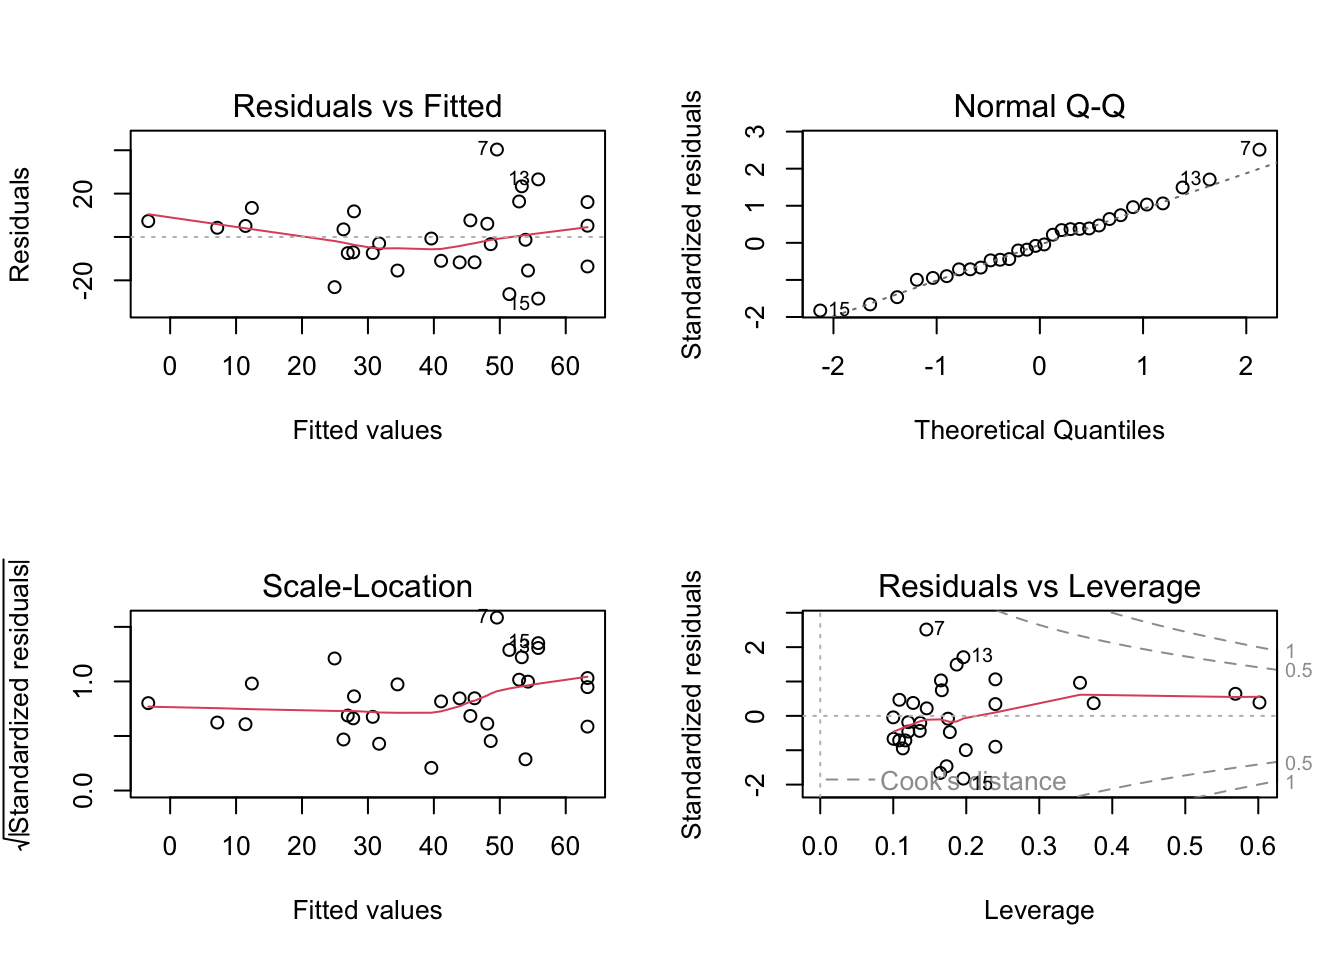 Residuals vs Fitted
Residuals
20
-20
7
13
15
0 10 20 30 40 50 60
Fitted values
Normal Q-Q
Standardized residuals
3
2
1
0
-1
-2
7
13
15
-2 -1 0 1 2
Theoretical Quantiles
Scale-Location
√|Standardized residuals|
1.0
0.0
7
15
13
0 10 20 30 40 50 60
Fitted values
Residuals vs Leverage
Standardized residuals
2
0
-2
7
13
15
Cook's distance
1
0.5
0.5
1
0.0 0.1 0.2 0.3 0.4 0.5 0.6
Leverage